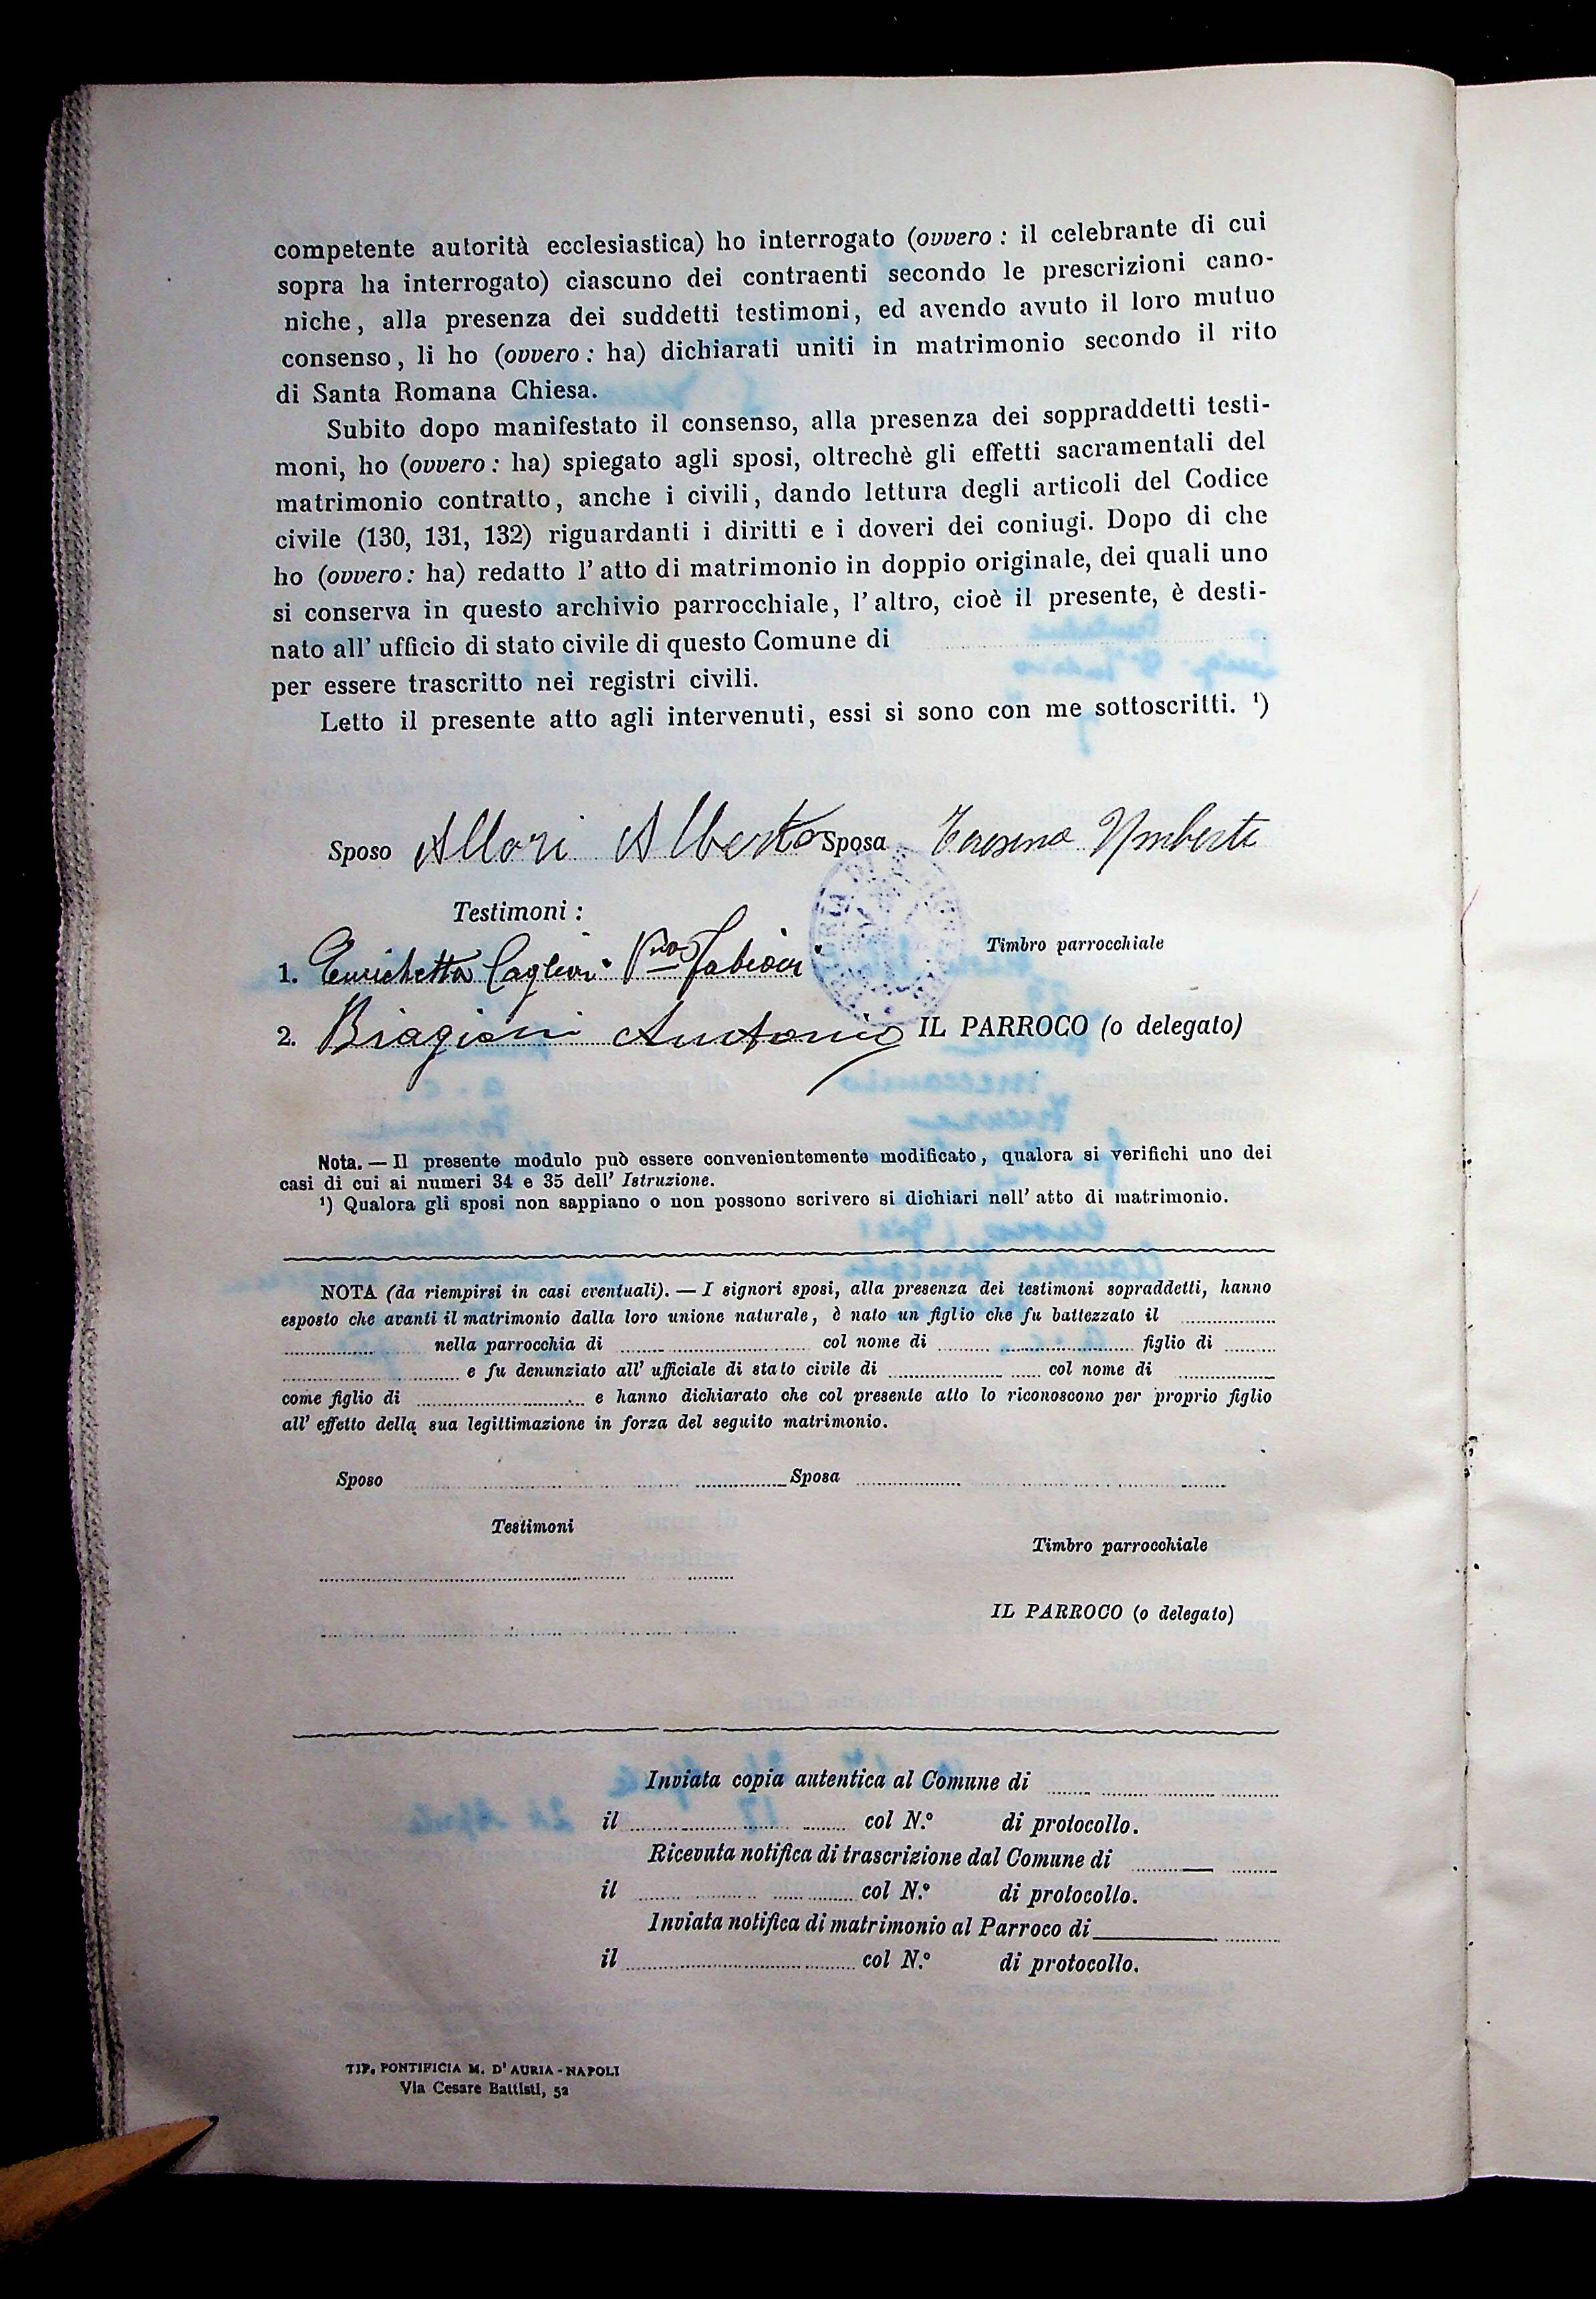 competente autorità ecclesiastica) ho interrogato (ovvero : il celebrante di cui
sopra ha interrogato) ciascuno dei contraenti secondo le prescrizioni cano-
niche, alla presenza dei suddetti testimoni, ed avendo avuto il loro mutuo
consenso, li ho (ovvero : ha) dichiarati uniti in matrimonio secondo il rito
di Santa Romana Chiesa.
Subito dopo manifestato il consenso, alla presenza dei soppraddetti testi-
moni, ho (ovvero : ha) spiegato agli sposi, oltrechè gli effetti sacramentali del
matrimonio contratto, anche i civili, dando lettura degli articoli del Codice
civile (130, 131, 132) riguardanti i diritti e i doveri dei coniugi. Dopo di che
ho (ovvero : ha) redatto l' atto di matrimonio in doppio originale, dei quali uno
si conserva in questo archivio parrocchiale, l' altro, cioè il presente, è desti-
nato all' ufficio di stato civile di questo Comune di
per essere trascritto nei registri civili.
Letto il presente atto agli intervenuti, essi si sono con me sottoscritti. ¹)
Sposo Allori Alberto Sposa Teresina Umberta
Testimoni :
Timbro parrocchiale
1. Enrichetta
2. Biagioni Antonio IL PARROCO (o delegato)
Nota. — Il presente modulo può essere convenientemente modificato, qualora si verifichi uno dei
casi di cui ai numeri 34 e 35 dell' Istruzione.
¹) Qualora gli sposi non sappiano o non possono scrivere si dichiari nell' atto di matrimonio.
NOTA (da riempirsi in casi eventuali). — I signori sposi, alla presenza dei testimoni sopraddetti, hanno
esposto che avanti il matrimonio dalla loro unione naturale, è nato un figlio che fu battezzato il
nella parrocchia di col nome di figlio di
e fu denunziato all' ufficiale di stato civile di col nome di
come figlio di e hanno dichiarato che col presente atto lo riconoscono per proprio figlio
all' effetto della sua legittimazione in forza del seguito matrimonio.
Sposo Sposa
Testimoni
Timbro parrocchiale
IL PARROCO (o delegato)
Inviata copia autentica al Comune di
il col N.° di protocollo.
Ricevuta notifica di trascrizione dal Comune di
il col N.° di protocollo.
Inviata notifica di matrimonio al Parroco di
il col N.° di protocollo.
TIP. PONTIFICIA M. D' AURIA - NAPOLI
Via Cesare Battisti, 52